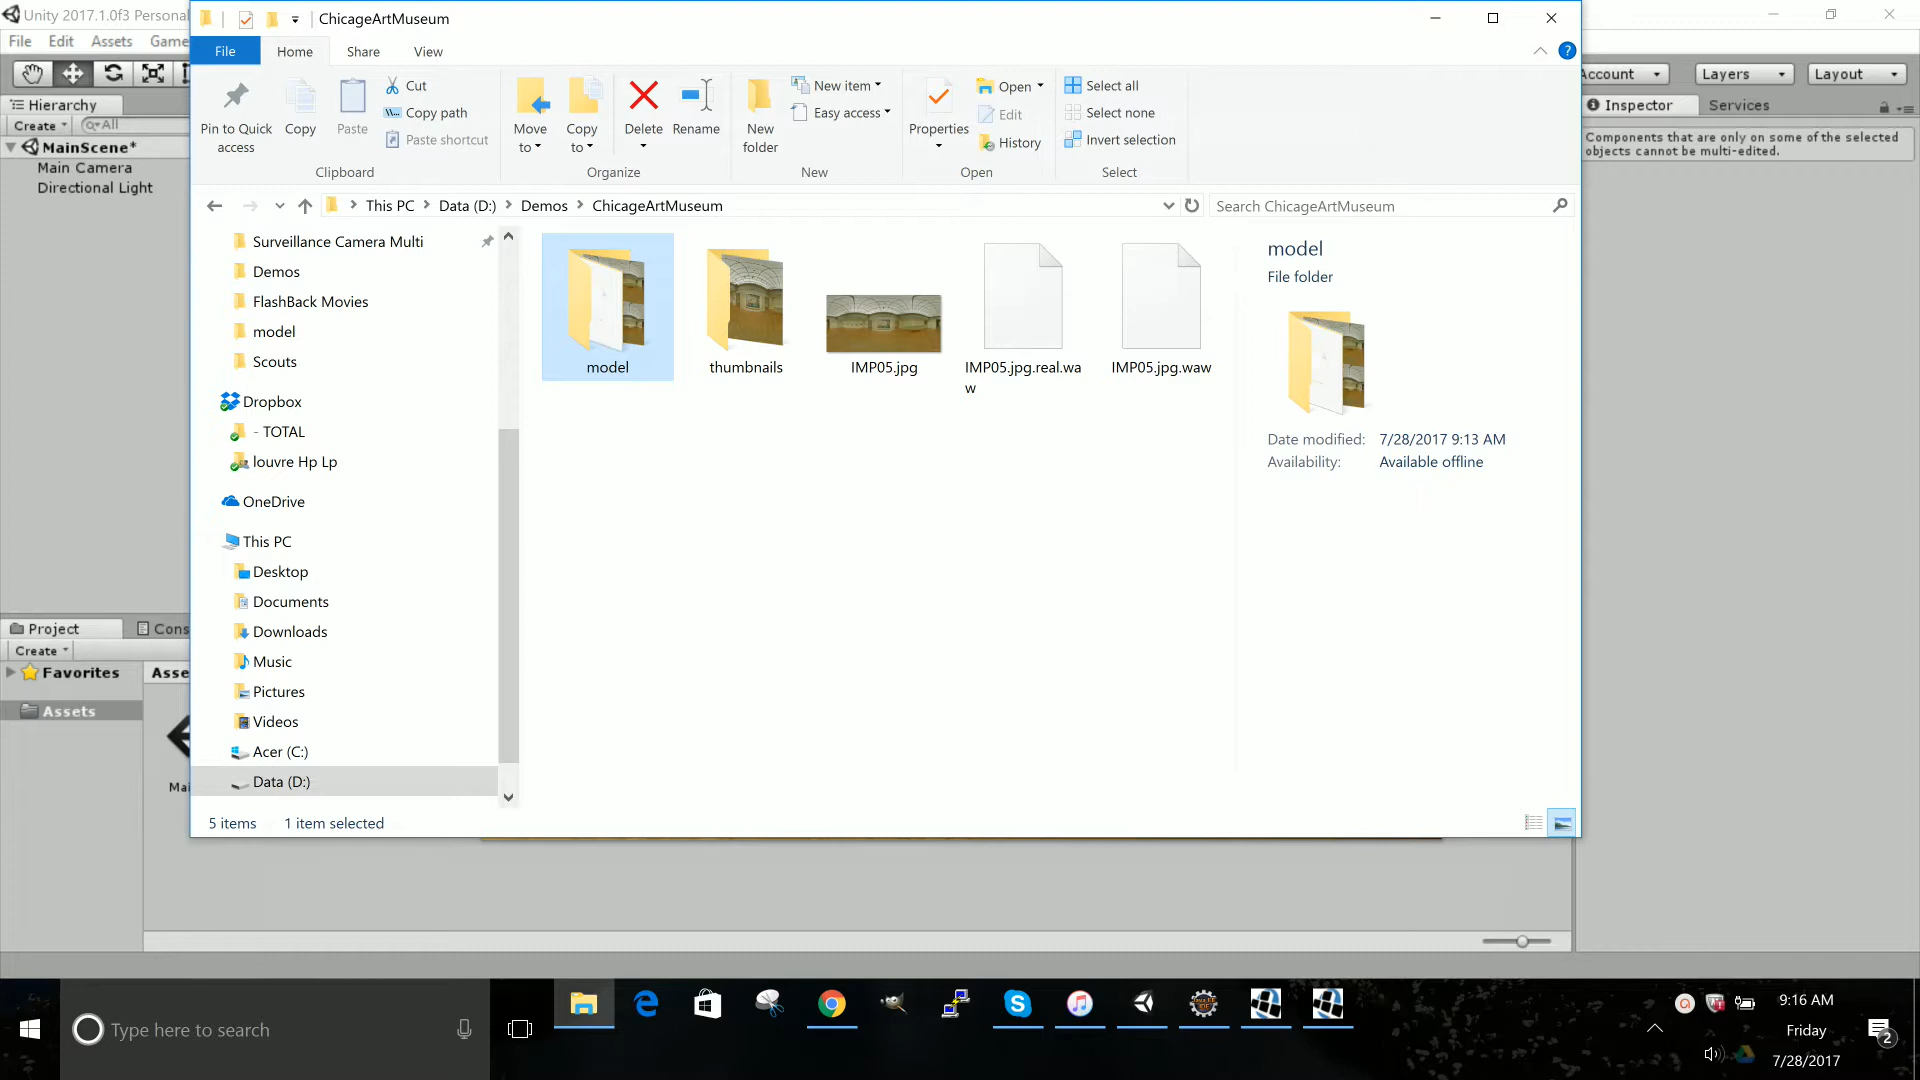 Unity 2017.1.0f3 Personal
ChicageArtMuseum
File Edit Assets Game
File Home Share View
Account Layers Layout
Hierarchy
Create All
MainScene*
Main Camera
Directional Light
Inspector Services
Components that are only on some of the selected
objects cannot be multi-edited.
Pin to Quick
access
Copy
Paste
Cut
Copy path
Paste shortcut
Clipboard
Move
to
Copy
to
Delete
Rename
Organize
New
folder
New item
Easy access
New
Properties
Open
Edit
History
Open
Select all
Select none
Invert selection
Select
This PC Data (D:) Demos ChicageArtMuseum
Search ChicageArtMuseum
Surveillance Camera Multi
Demos
FlashBack Movies
model
Scouts
Dropbox
- TOTAL
louvre Hp Lp
OneDrive
This PC
Desktop
Documents
Downloads
Music
Pictures
Videos
Acer (C:)
Data (D:)
model
thumbnails
IMP05.jpg
IMP05.jpg.real.wa
w
IMP05.jpg.waw
model
File folder
Date modified: 7/28/2017 9:13 AM
Availability: Available offline
5 items 1 item selected
Project Cons
Create
Favorites
Asse
Assets
Mai
Type here to search
9:16 AM
Friday
7/28/2017
2